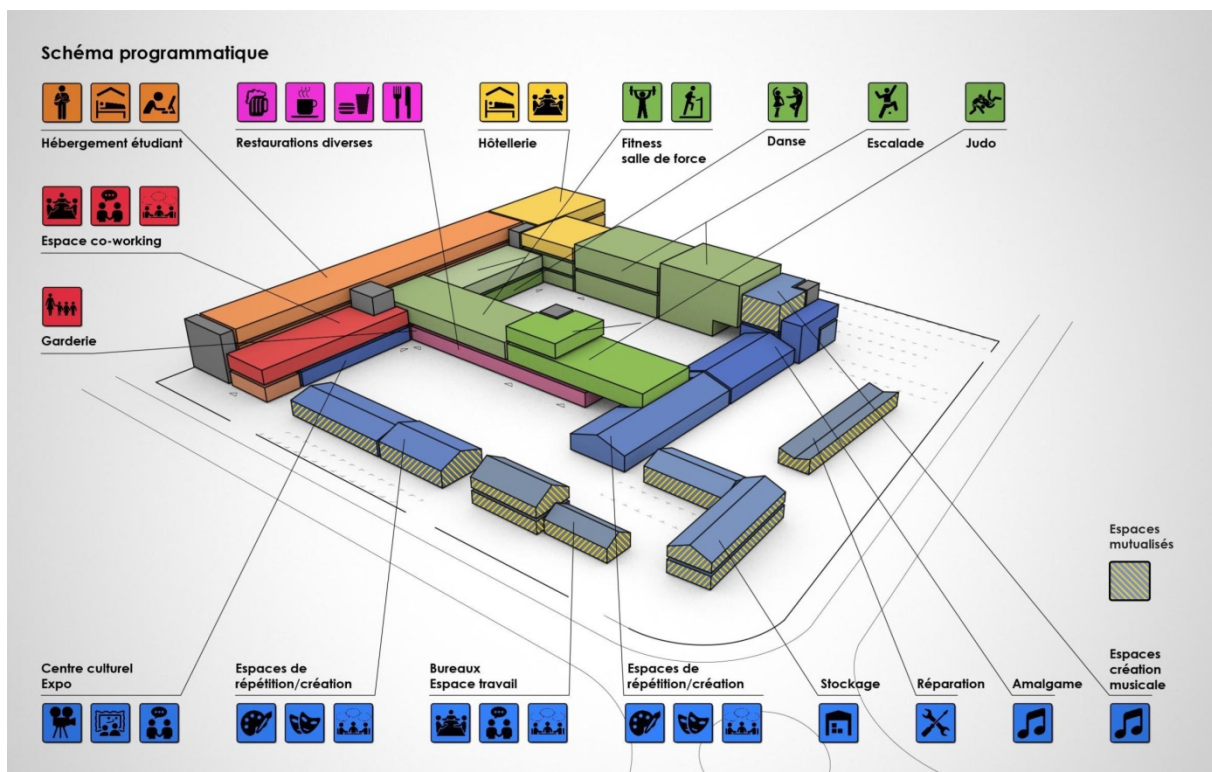 Schéma programmatique
Hébergement étudiant
Restaurations diverses
Hôtellerie
Fitness
salle de force
Danse
Escalade
Judo
Espace co-working
Garderie
Espaces
mutualisés
Centre culturel
Expo
Espaces de
répétition/création
Bureaux
Espace travail
Espaces de
répétition/création
Stockage
Réparation
Amalgame
Espaces
création
musicale